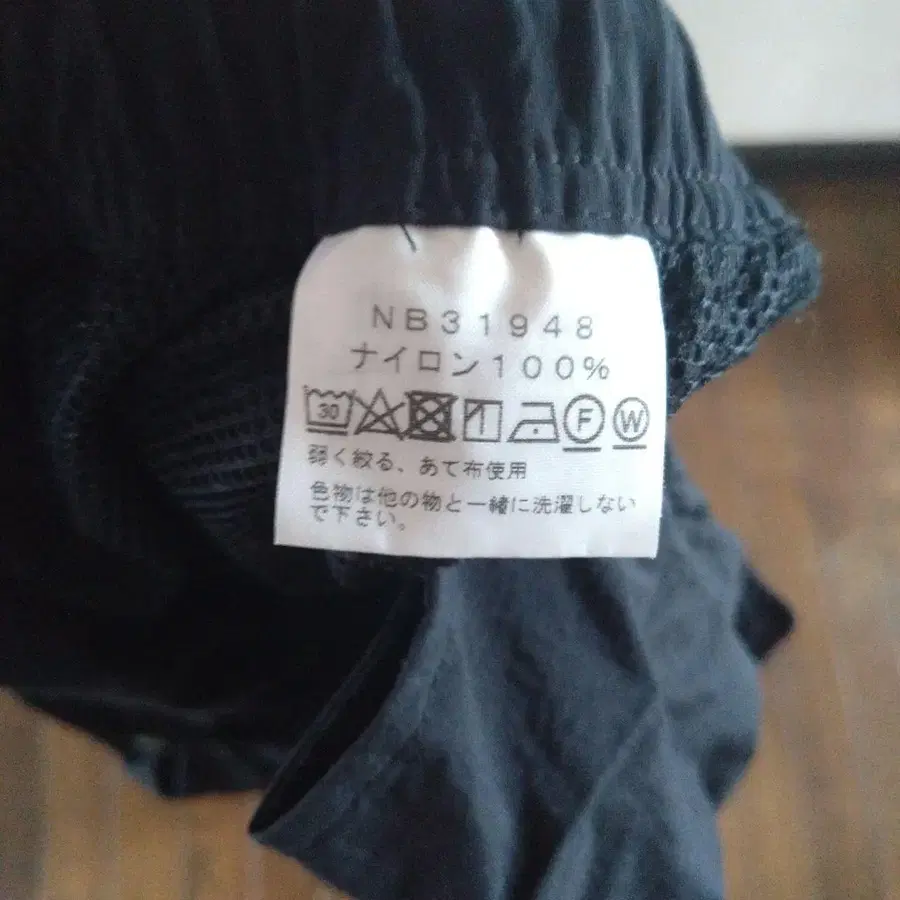 NB31948
ナイロン100%
30 F W
弱く絞る、あて布使用
色物は他の物と一緒に洗濯しない
で下さい。